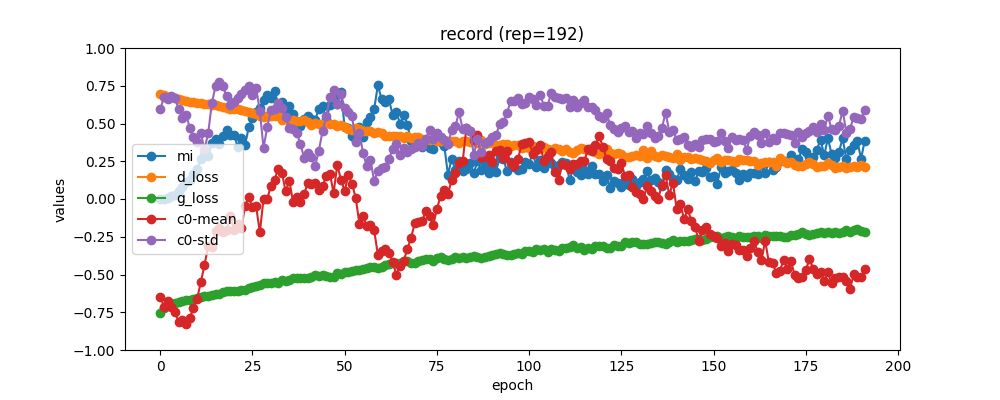 record (rep=192)
values
1.00
0.75
0.50
0.25
0.00
−0.25
−0.50
−0.75
−1.00
mi
d_loss
g_loss
c0-mean
c0-std
0 25 50 75 100 125 150 175 200
epoch